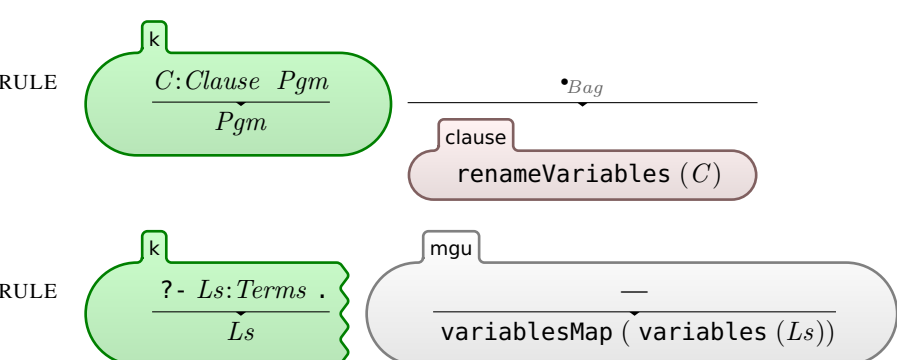 k
RULE C:Clause Pgm •Bag
Pgm
clause
renameVariables (C)
k mgu
RULE ?- Ls:Terms . —
Ls variablesMap ( variables (Ls))